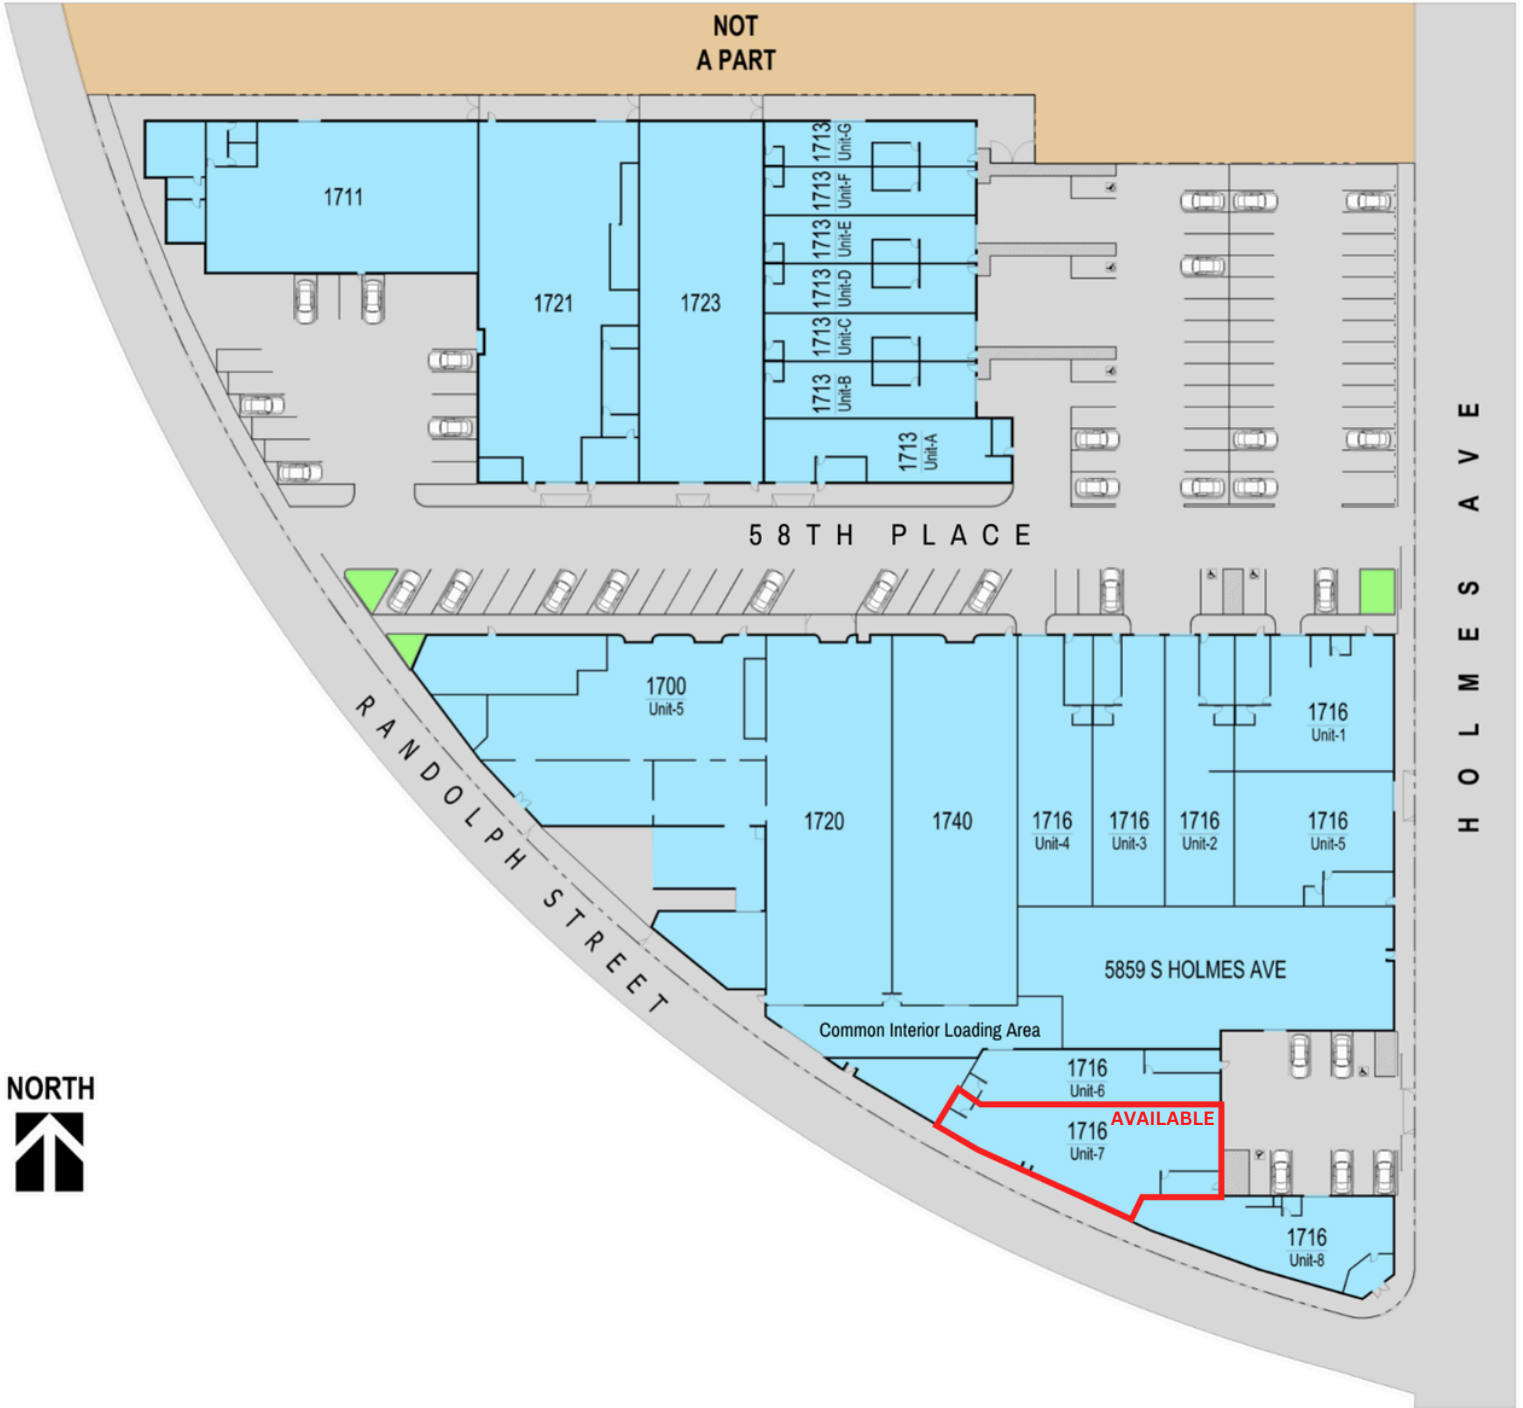 NOT
A PART
1711
1721
1723
1713
Unit-G
1713
Unit-F
1713
Unit-E
1713
Unit-D
1713
Unit-C
1713
Unit-B
1713
Unit-A
58TH PLACE
HOLMES AVE
RANDOLPH STREET
1700
Unit-5
1720
1740
1716
Unit-4
1716
Unit-3
1716
Unit-2
1716
Unit-1
1716
Unit-5
5859 S HOLMES AVE
Common Interior Loading Area
1716
Unit-6
AVAILABLE
1716
Unit-7
1716
Unit-8
NORTH